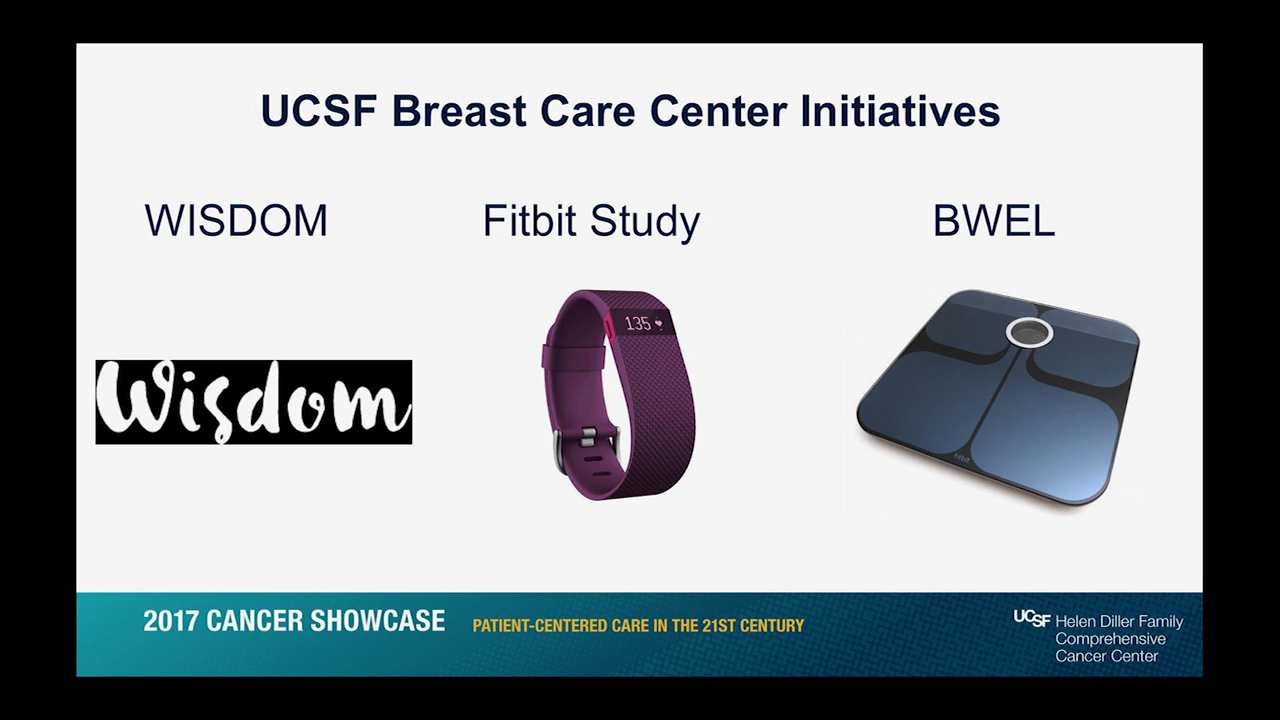 UCSF Breast Care Center Initiatives
WISDOM
Fitbit Study
BWEL
Wisdom
135
fitbit
2017 CANCER SHOWCASE
PATIENT-CENTERED CARE IN THE 21ST CENTURY
UCSF
Helen Diller Family
Comprehensive
Cancer Center